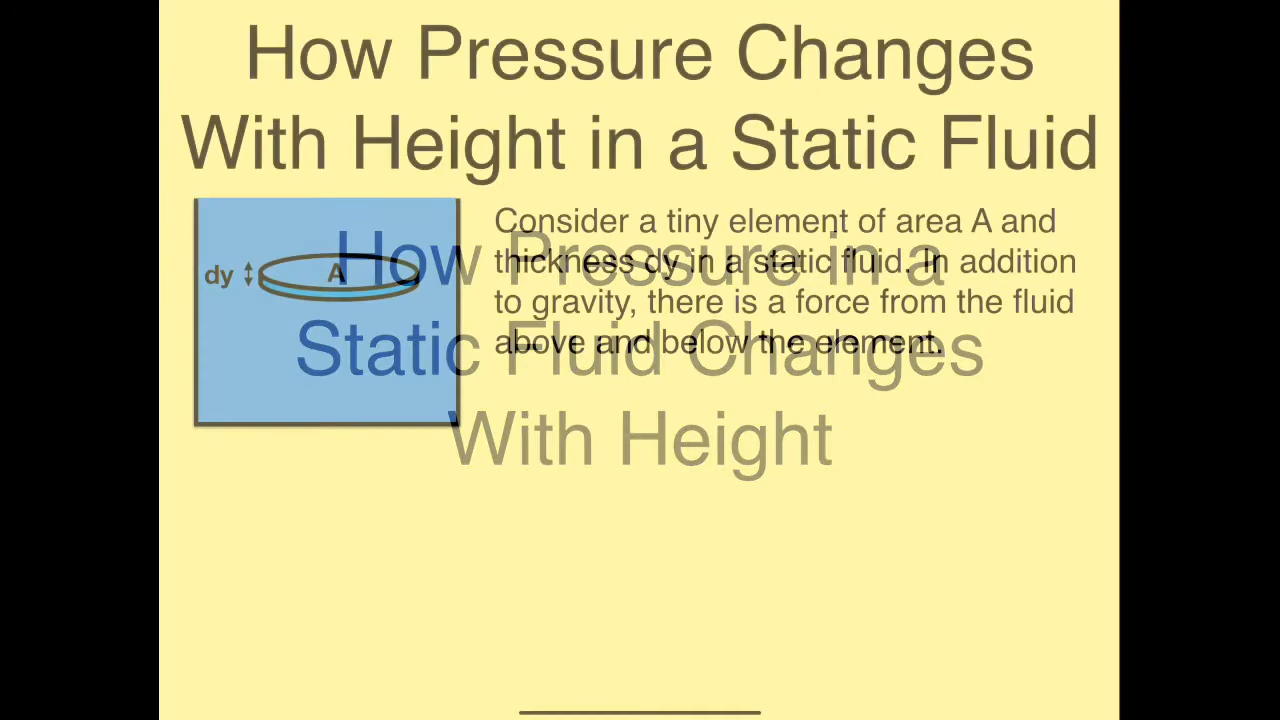 How Pressure Changes
With Height in a Static Fluid
dy
A
Consider a tiny element of area A and
thickness dy in a static fluid. In addition
to gravity, there is a force from the fluid
above and below the element.
How Pressure in a
Static Fluid Changes
With Height